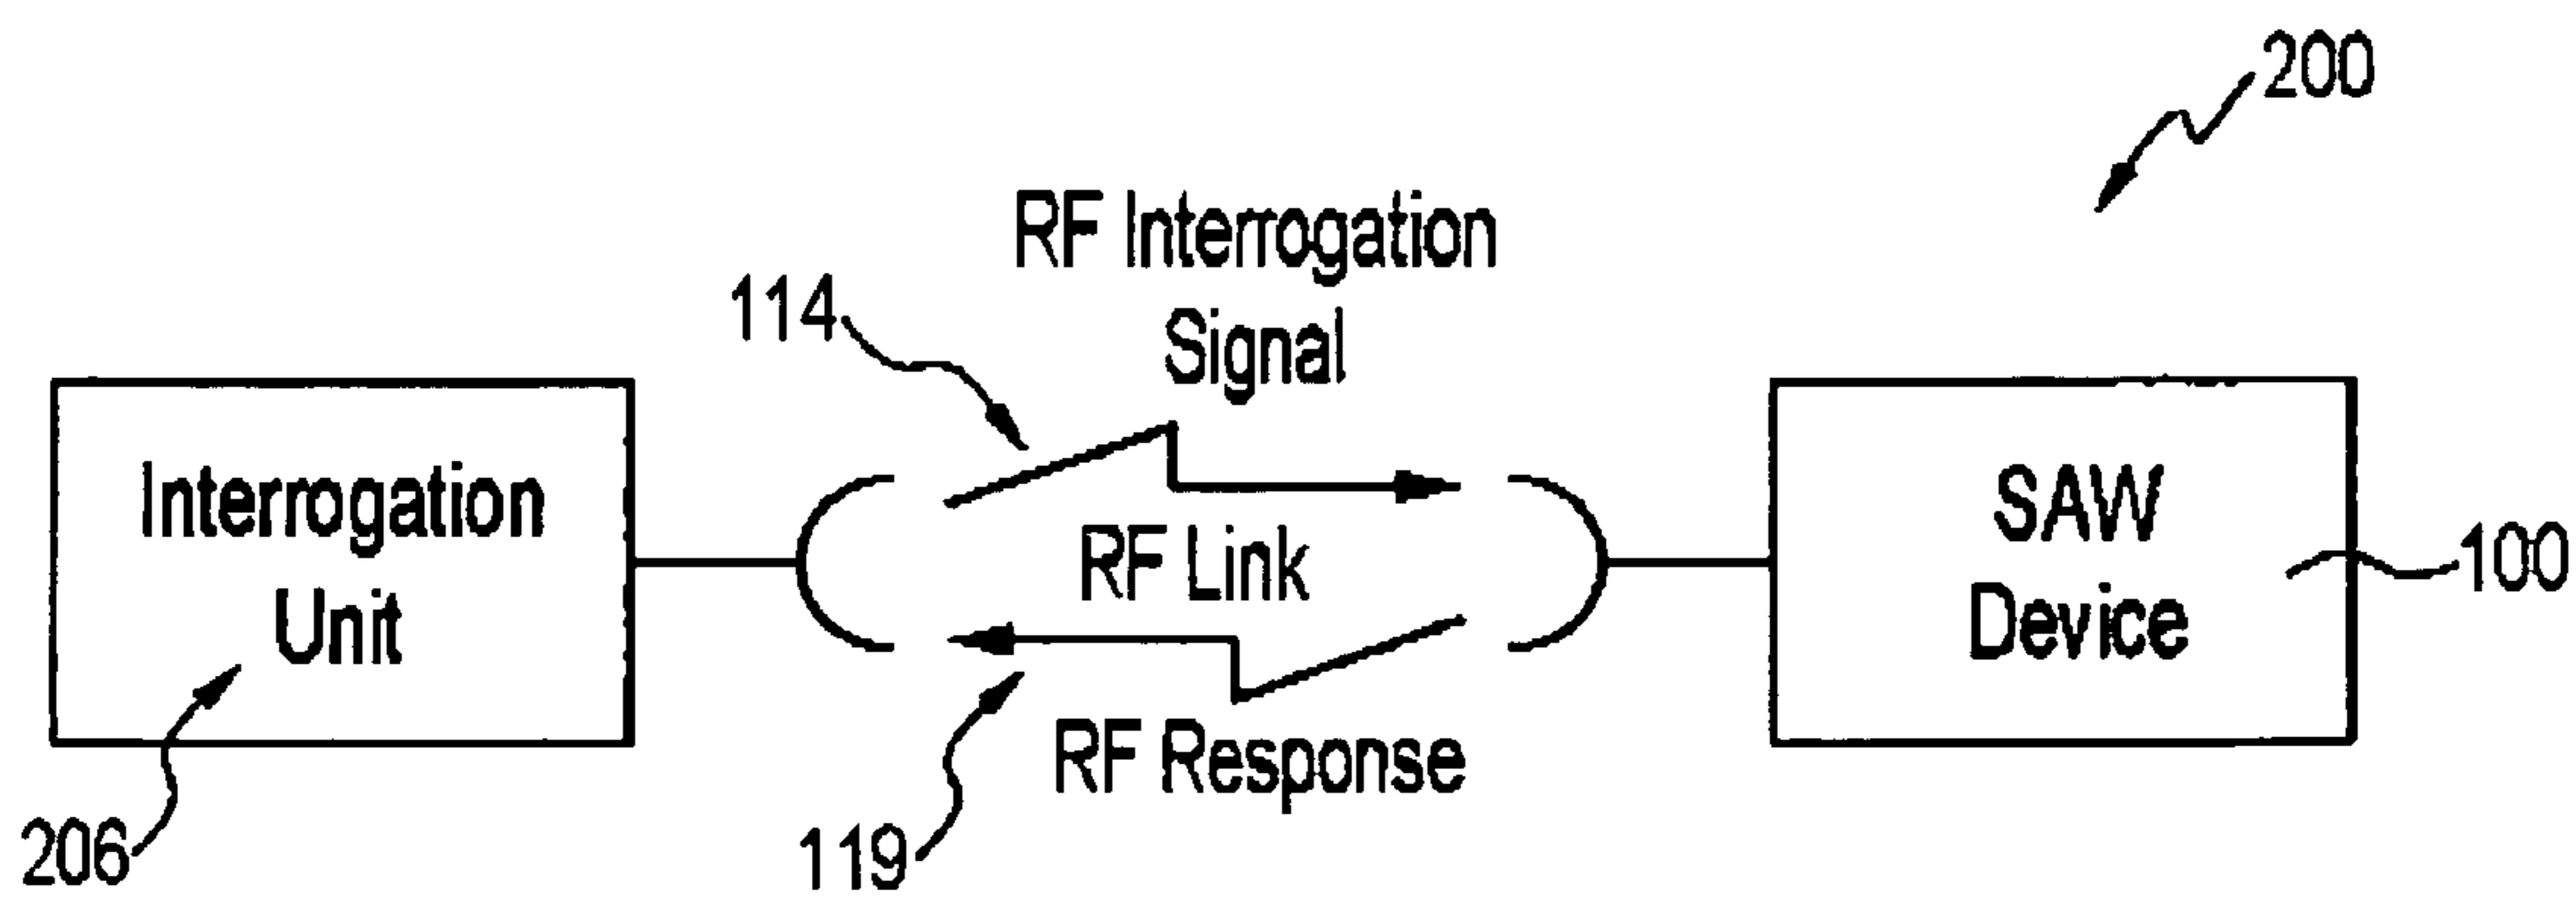 200
RF Interrogation
Signal
114
Interrogation
Unit
RF Link
SAW
Device
100
RF Response
206
119